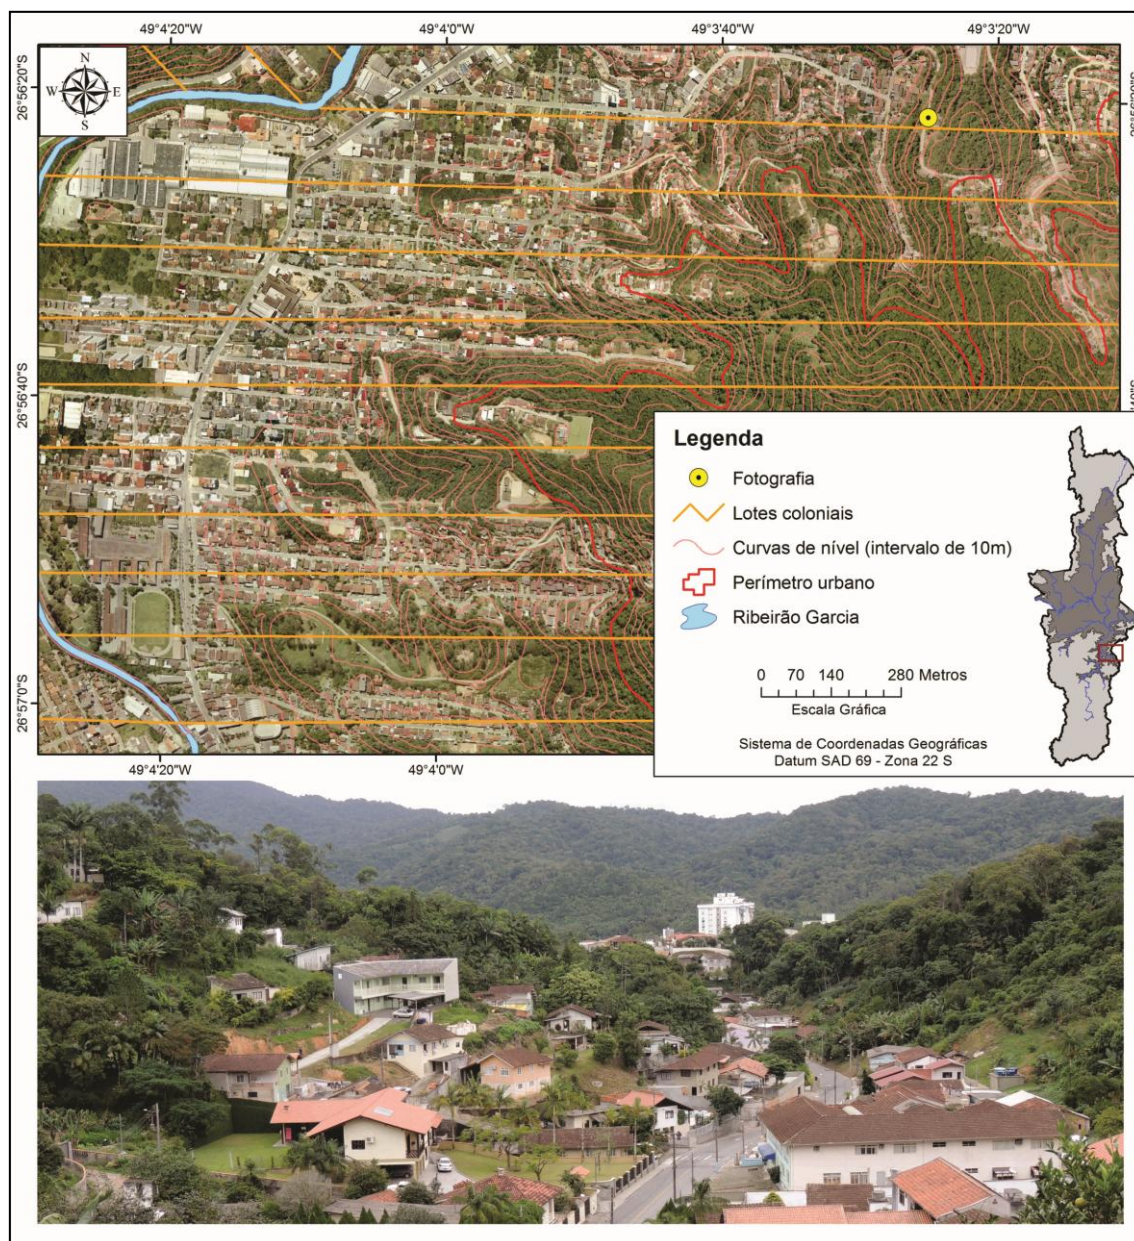 49°4'20"W 49°4'0"W 49°3'40"W 49°3'20"W
26°56'20"S
N
W E
S
26°56'40"S
26°57'0"S
Legenda
Fotografia
Lotes coloniais
Curvas de nível (intervalo de 10m)
Perímetro urbano
Ribeirão Garcia
0 70 140 280 Metros
Escala Gráfica
Sistema de Coordenadas Geográficas
Datum SAD 69 - Zona 22 S
49°4'20"W 49°4'0"W